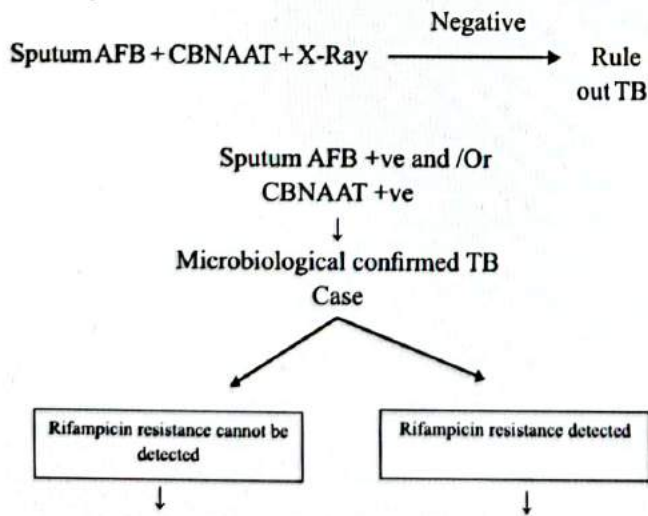 Negative
Sputum AFB + CBNAAT + X-Ray
Rule
out TB
Sputum AFB +ve and /Or
CBNAAT +ve
↓
Microbiological confirmed TB
Case
Rifampicin resistance cannot be
detected
Rifampicin resistance detected
↓
↓